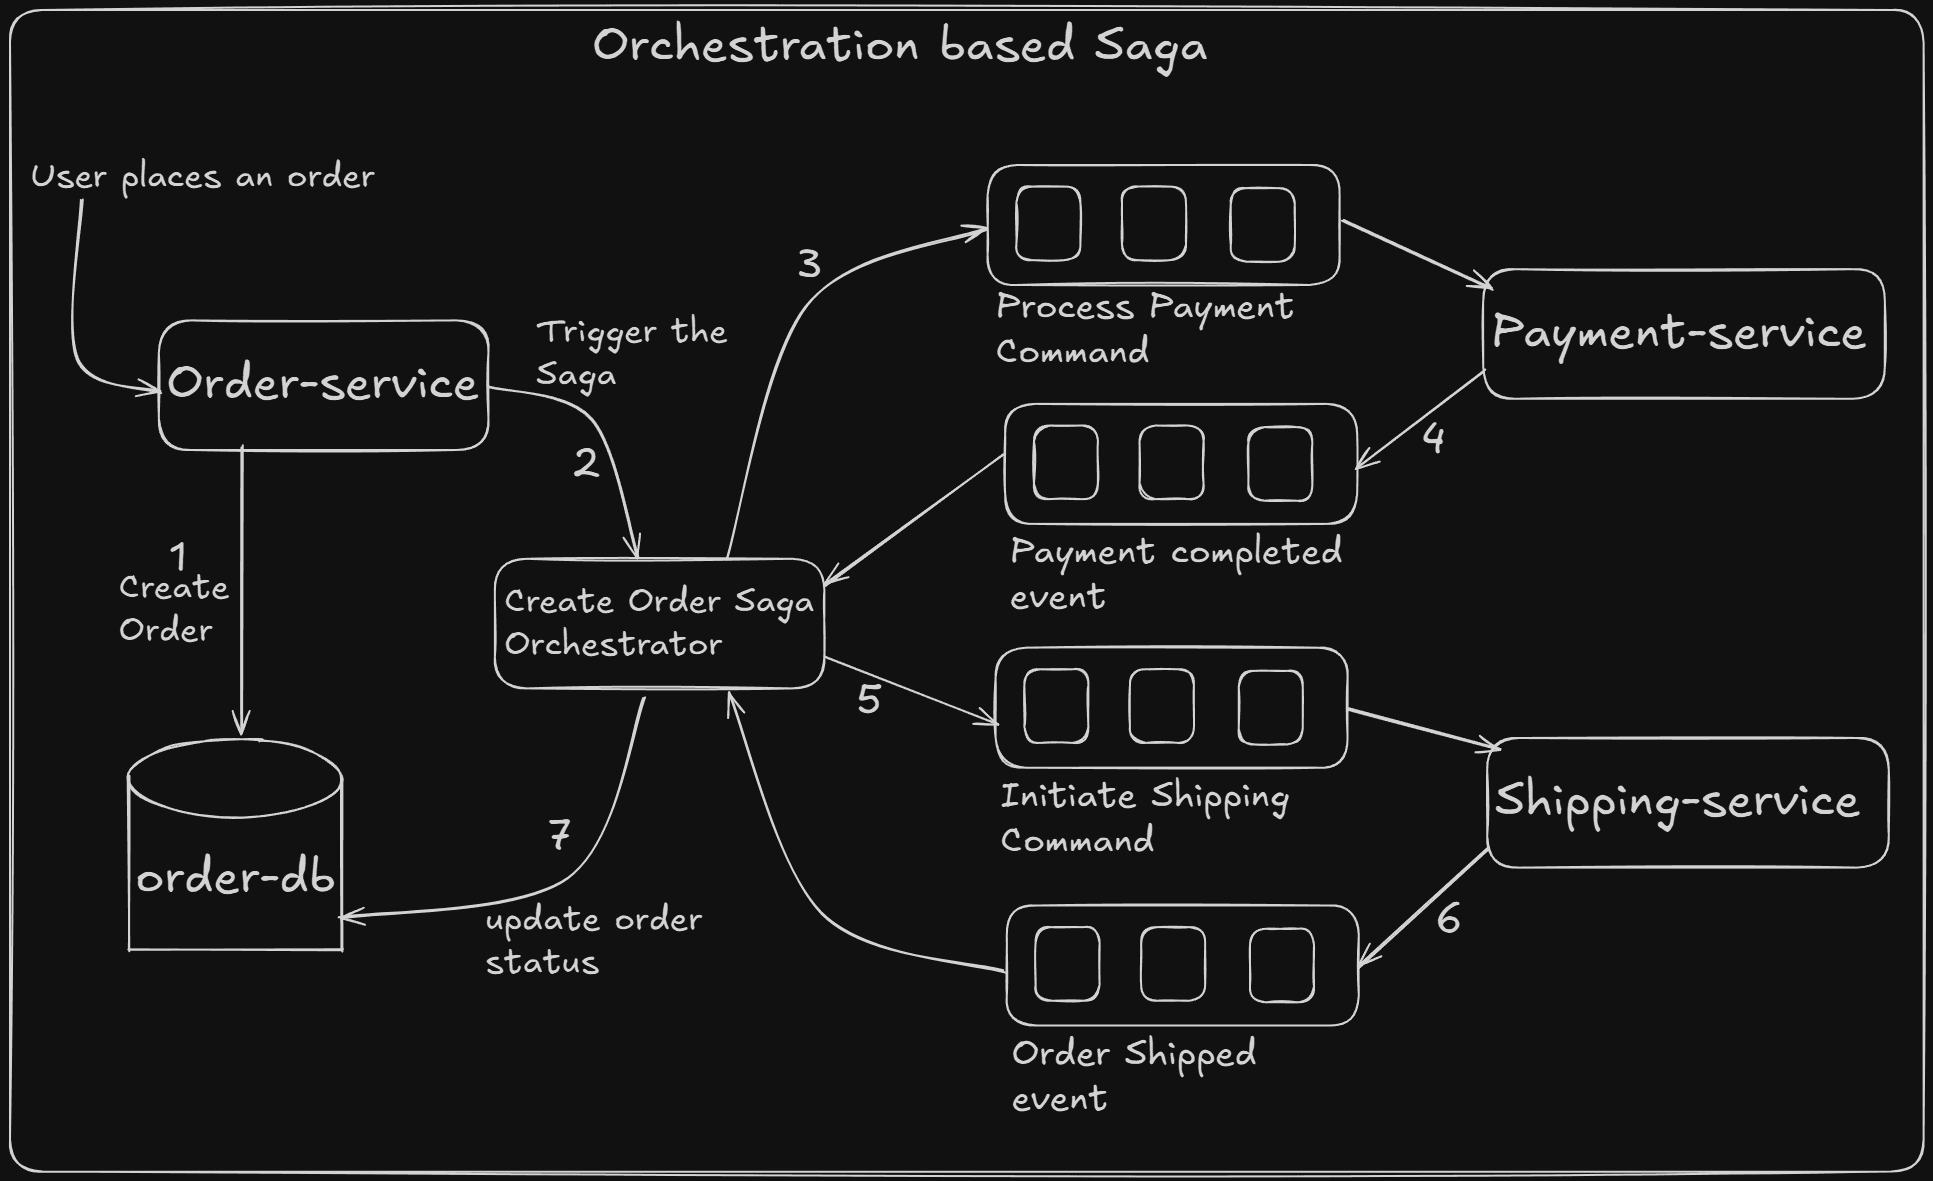 Orchestration based Saga
User places an order
Order-service
Trigger the
Saga
2
1
Create
Order
order-db
Create Order Saga
Orchestrator
3
Process Payment
Command
Payment-service
4
Payment completed
event
5
Initiate Shipping
Command
Shipping-service
6
Order Shipped
event
7
update order
status